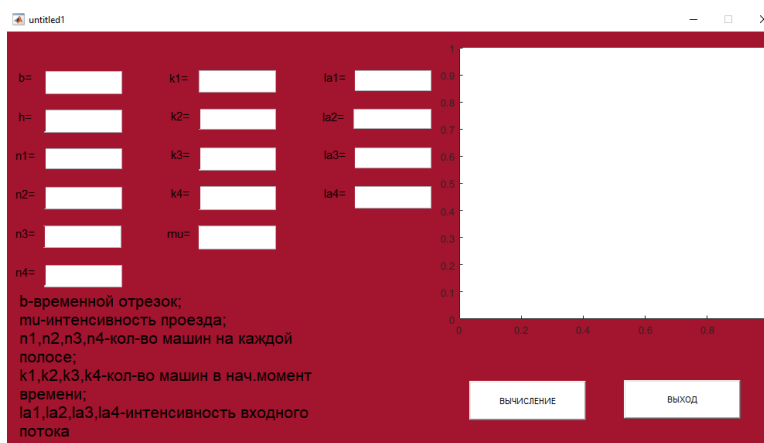 untitled1
b= k1= la1=
h= k2= la2=
n1= k3= la3=
n2= k4= la4=
n3= mu=
n4=
1
0.9
0.8
0.7
0.6
0.5
0.4
0.3
0.2
0.1
0
0 0.2 0.4 0.6 0.8
b-временной отрезок;
mu-интенсивность проезда;
n1,n2,n3,n4-кол-во машин на каждой
полосе;
k1,k2,k3,k4-кол-во машин в нач.момент
времени;
la1,la2,la3,la4-интенсивность входного
потока
ВЫЧИСЛЕНИЕ ВЫХОД